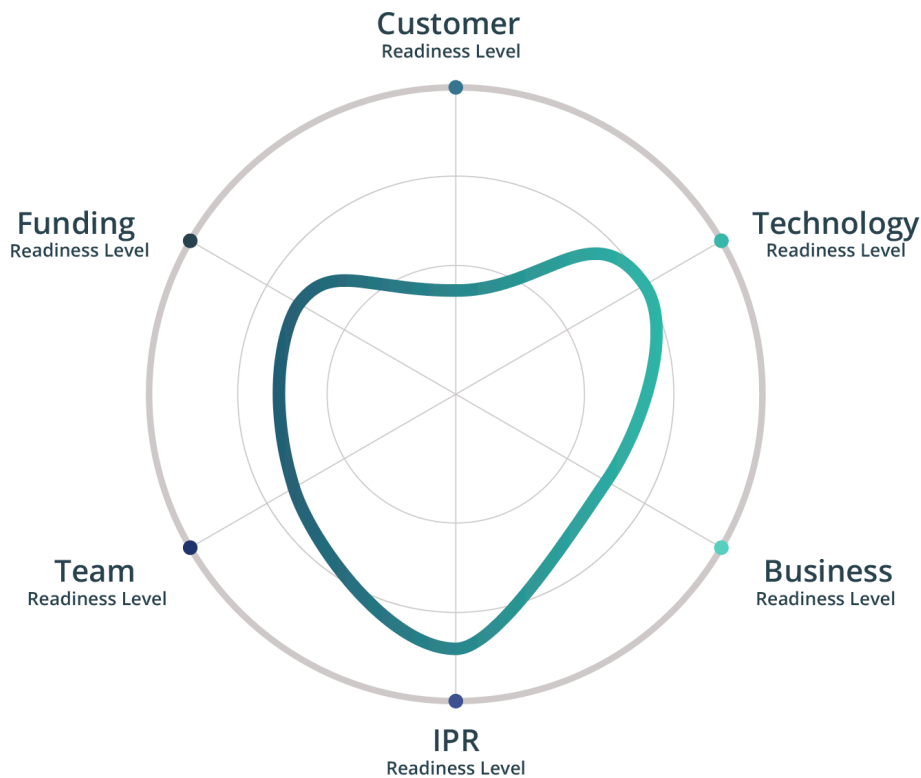 Customer
Readiness Level
Funding
Readiness Level
Technology
Readiness Level
Team
Readiness Level
Business
Readiness Level
IPR
Readiness Level